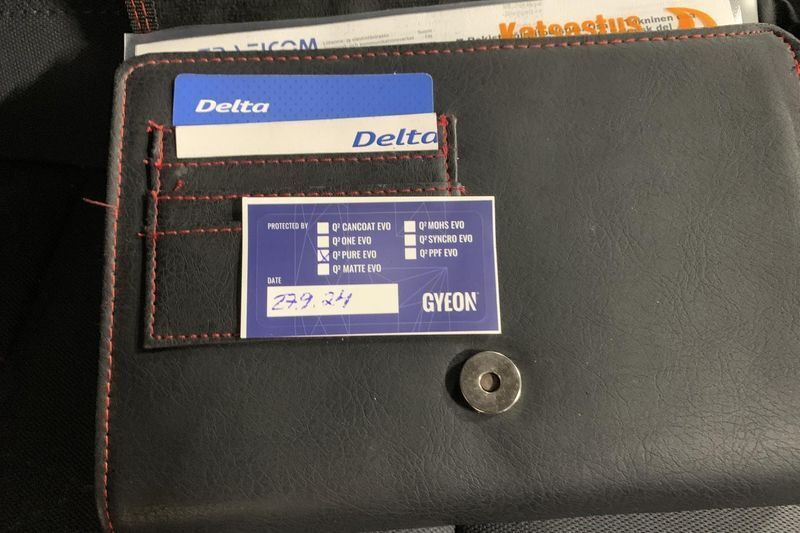 Katsastus
Delta
Delta
PROTECTED BY
Q² CANCOAT EVO
Q² ONE EVO
Q² PURE EVO
Q² MATTE EVO
Q² MOHS EVO
Q² SYNCRO EVO
Q² PPF EVO
DATE
27.9.24
GYEON